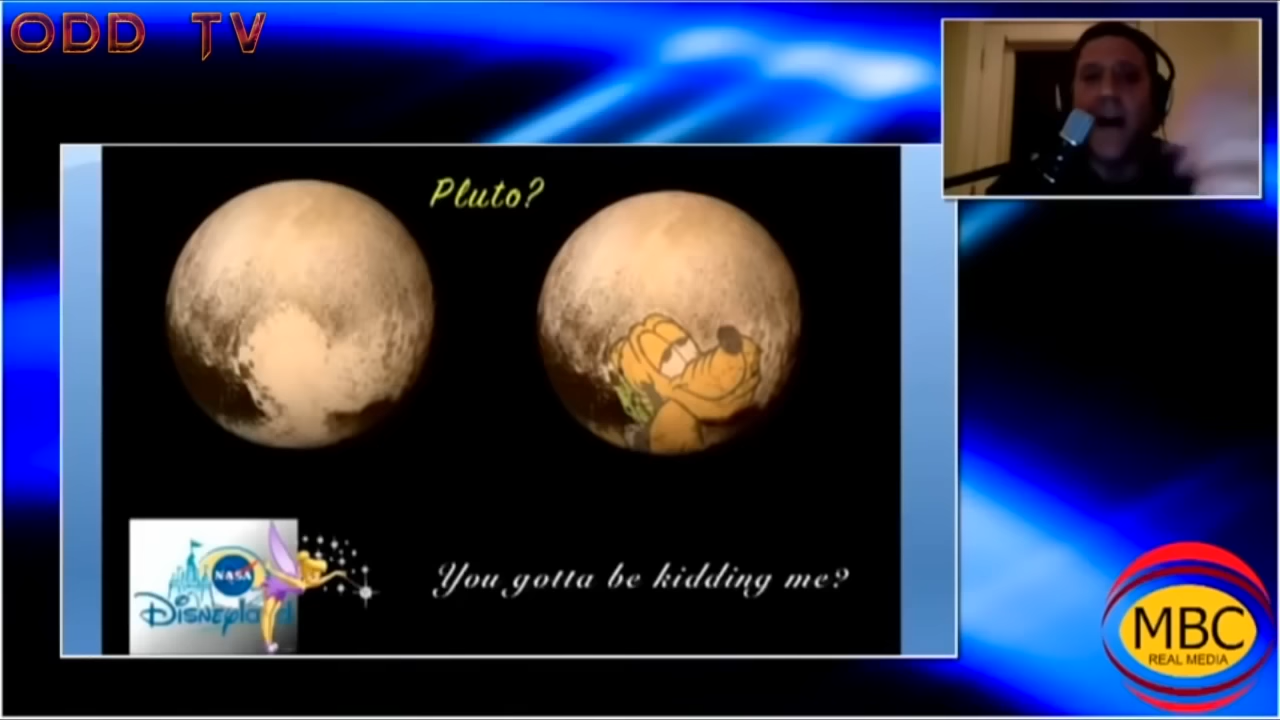 ODD TV
Pluto?
NASA
Disneyland
You gotta be kidding me?
MBC
REAL MEDIA